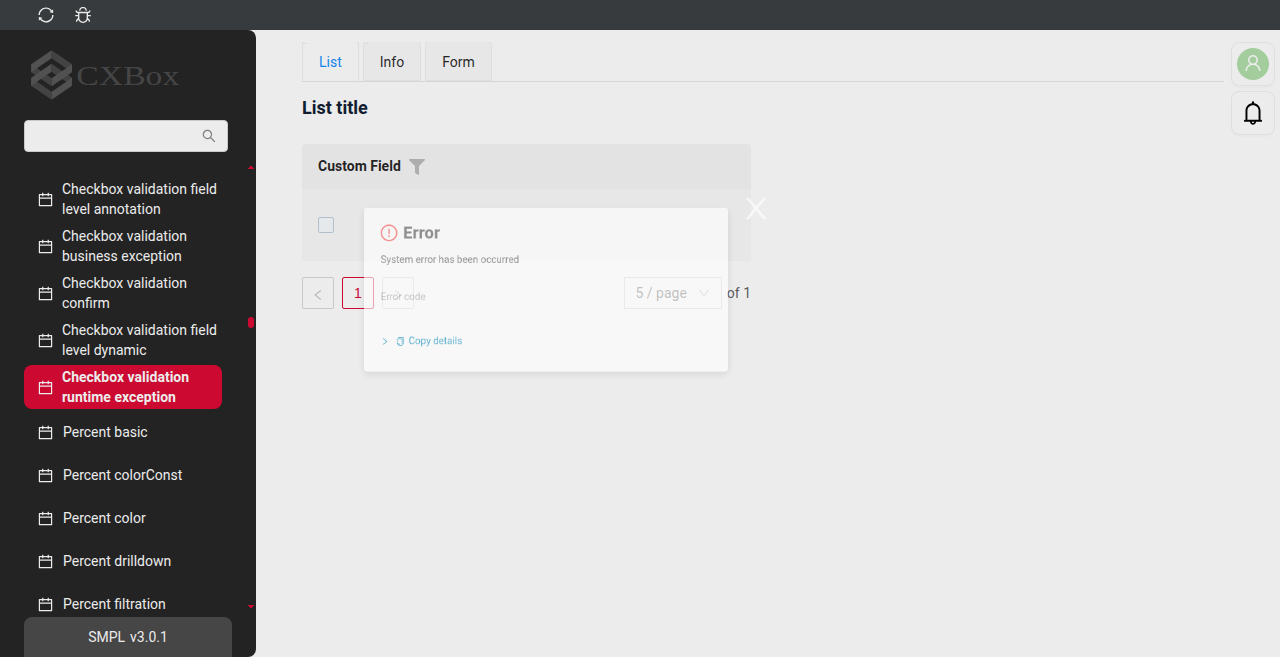 CXBox
Checkbox validation field
level annotation
Checkbox validation
business exception
Checkbox validation
confirm
Checkbox validation field
level dynamic
Checkbox validation
runtime exception
Percent basic
Percent colorConst
Percent color
Percent drilldown
Percent filtration
SMPL v3.0.1
List
Info
Form
List title
Custom Field
Error
System error has been occurred
Error code
Copy details
1
5 / page
of 1